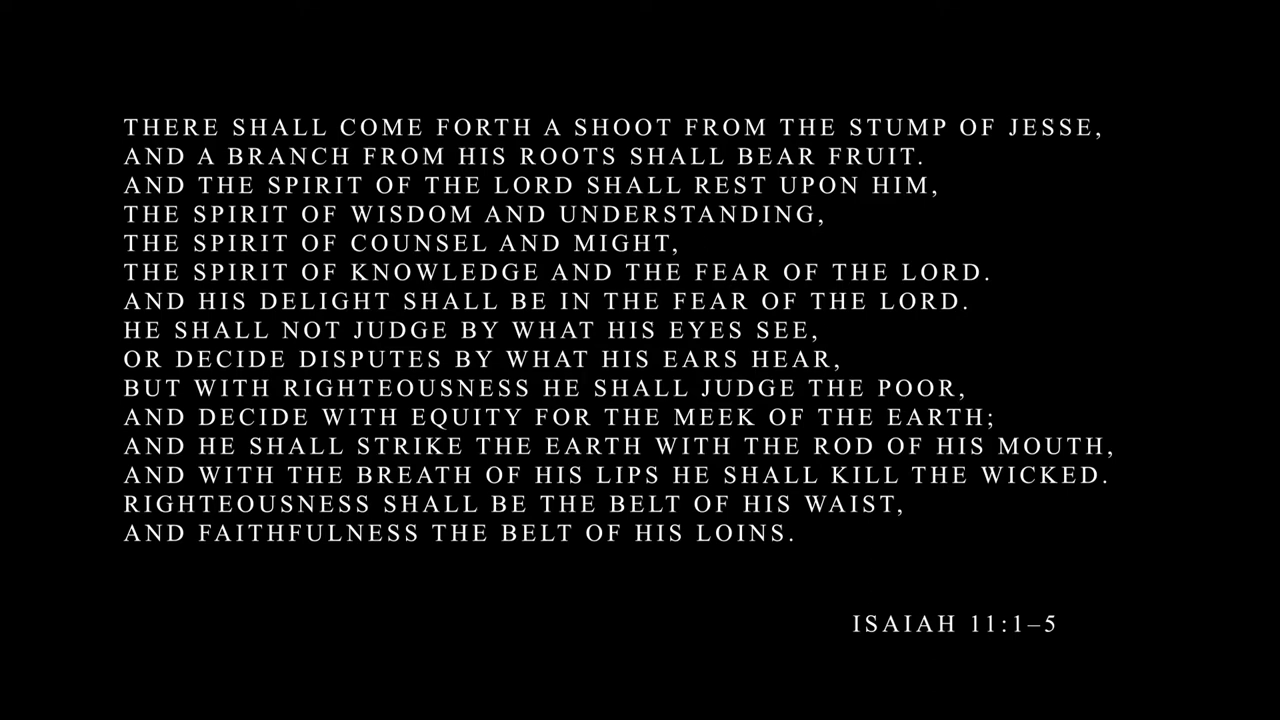 THERE SHALL COME FORTH A SHOOT FROM THE STUMP OF JESSE,
AND A BRANCH FROM HIS ROOTS SHALL BEAR FRUIT.
AND THE SPIRIT OF THE LORD SHALL REST UPON HIM,
THE SPIRIT OF WISDOM AND UNDERSTANDING,
THE SPIRIT OF COUNSEL AND MIGHT,
THE SPIRIT OF KNOWLEDGE AND THE FEAR OF THE LORD.
AND HIS DELIGHT SHALL BE IN THE FEAR OF THE LORD.
HE SHALL NOT JUDGE BY WHAT HIS EYES SEE,
OR DECIDE DISPUTES BY WHAT HIS EARS HEAR,
BUT WITH RIGHTEOUSNESS HE SHALL JUDGE THE POOR,
AND DECIDE WITH EQUITY FOR THE MEEK OF THE EARTH;
AND HE SHALL STRIKE THE EARTH WITH THE ROD OF HIS MOUTH,
AND WITH THE BREATH OF HIS LIPS HE SHALL KILL THE WICKED.
RIGHTEOUSNESS SHALL BE THE BELT OF HIS WAIST,
AND FAITHFULNESS THE BELT OF HIS LOINS.
ISAIAH 11:1–5